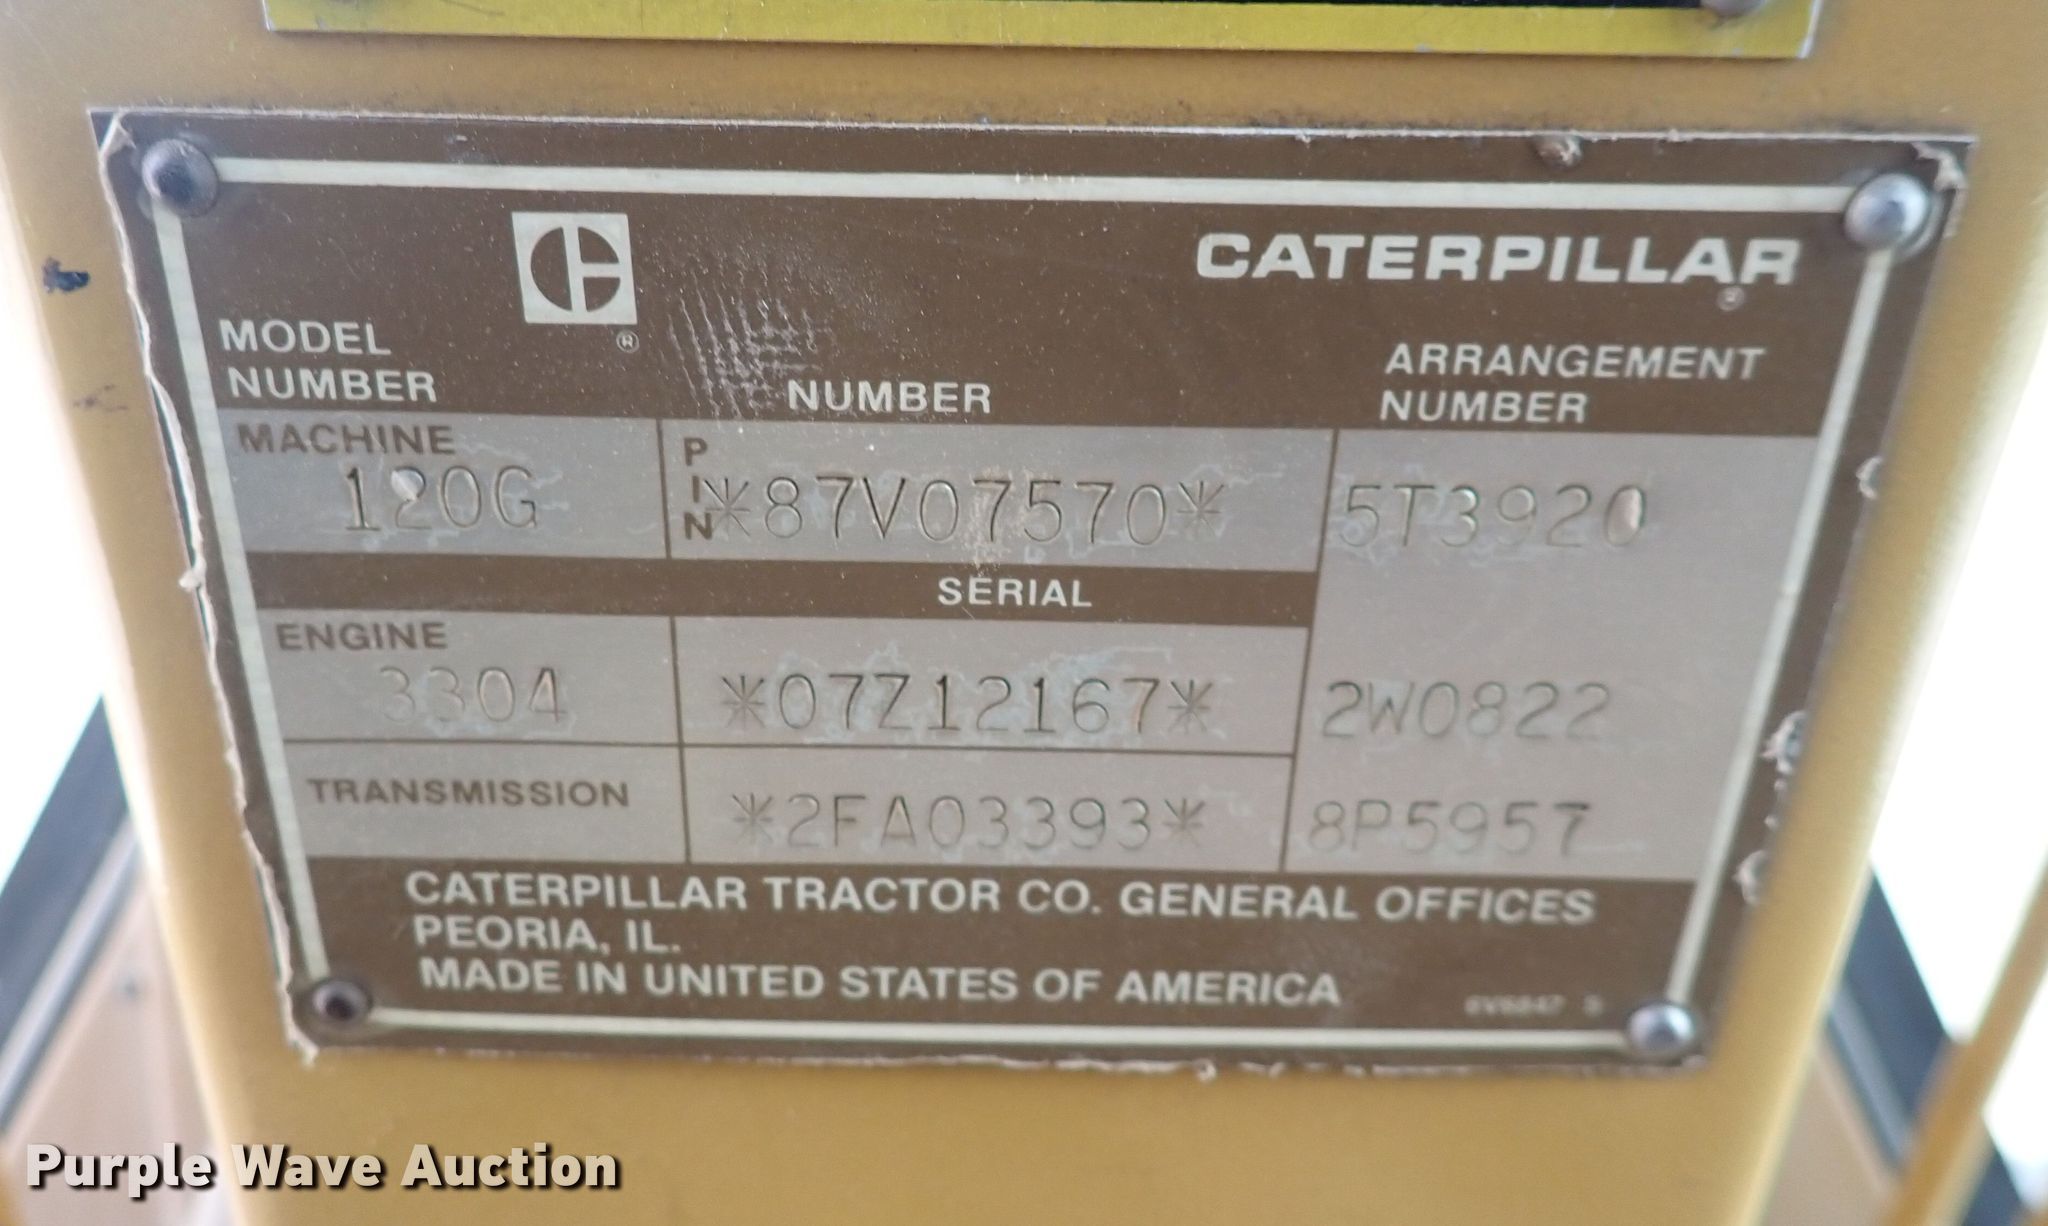 CATERPILLAR
®
®
MODEL NUMBER
NUMBER
ARRANGEMENT NUMBER
MACHINE
120G
PIN
*87V07570*
5T3920
SERIAL
ENGINE
3304
*07Z12167*
2W0822
TRANSMISSION
*2FA03393*
8P5957
CATERPILLAR TRACTOR CO. GENERAL OFFICES
PEORIA, IL.
MADE IN UNITED STATES OF AMERICA
Purple Wave Auction